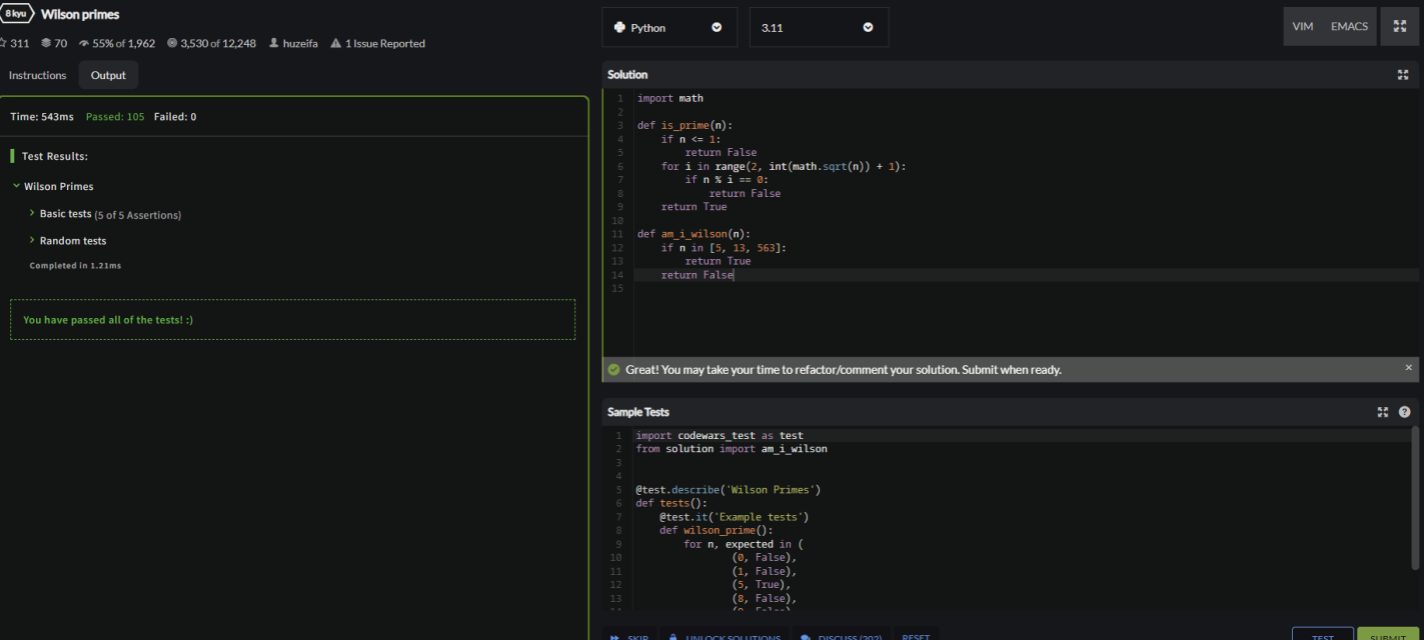 8 kyu Wilson primes
311 70 55% of 1,962 3,530 of 12,248 huzeifa 1 Issue Reported
Instructions Output
Time: 543ms Passed: 105 Failed: 0
Test Results:
Wilson Primes
Basic tests (5 of 5 Assertions)
Random tests
Completed in 1.21ms
You have passed all of the tests! :)
Python 3.11 VIM EMACS
Solution
1 import math
2
3 def is_prime(n):
4     if n <= 1:
5         return False
6     for i in range(2, int(math.sqrt(n)) + 1):
7         if n % i == 0:
8             return False
9     return True
10
11 def am_i_wilson(n):
12     if n in [5, 13, 563]:
13         return True
14     return False
15
Great! You may take your time to refactor/comment your solution. Submit when ready.
Sample Tests
1 import codewars_test as test
2 from solution import am_i_wilson
3
4
5 @test.describe('Wilson Primes')
6 def tests():
7     @test.it('Example tests')
8     def wilson_prime():
9         for n, expected in (
10                 (0, False),
11                 (1, False),
12                 (5, True),
13                 (8, False),
14                 (9, False)
SKIP UNLOCK SOLUTIONS DISCUSS (202) RESET TEST SUBMIT